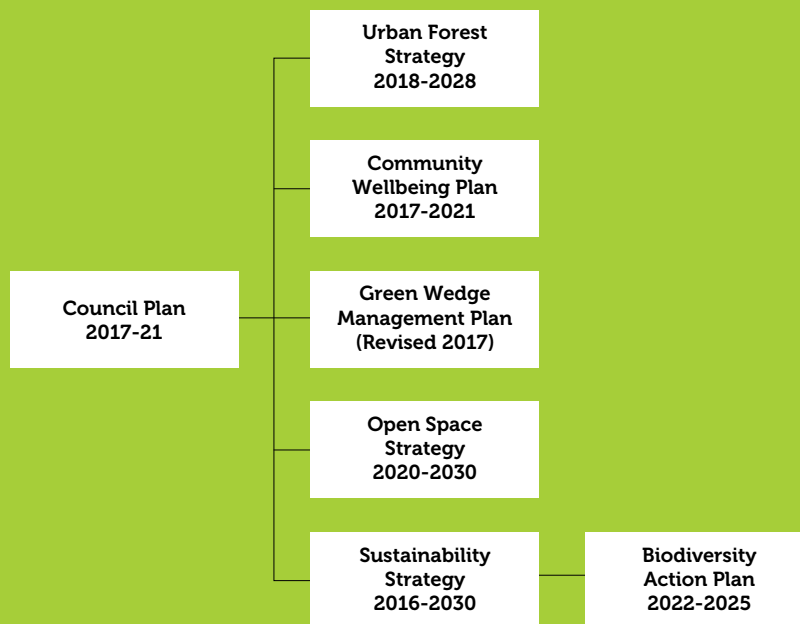 Urban Forest
Strategy
2018-2028
Community
Wellbeing Plan
2017-2021
Council Plan
2017-21
Green Wedge
Management Plan
(Revised 2017)
Open Space
Strategy
2020-2030
Sustainability
Strategy
2016-2030
Biodiversity
Action Plan
2022-2025